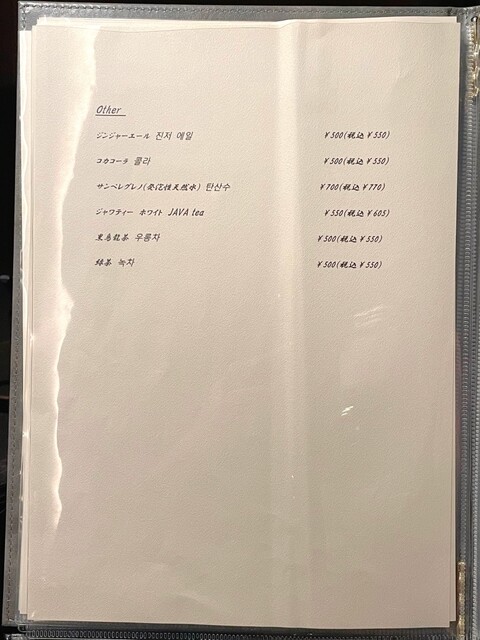 Other
ジンジャーエール 진저 에일 ¥500(税込¥550)
コカコーラ 콜라 ¥500(税込¥550)
サンペレグレノ(発泡性天然水) 탄산수 ¥700(税込¥770)
ジャワティー ホワイト JAVA tea ¥550(税込¥605)
黒烏龍茶 우롱차 ¥500(税込¥550)
緑茶 녹차 ¥500(税込¥550)